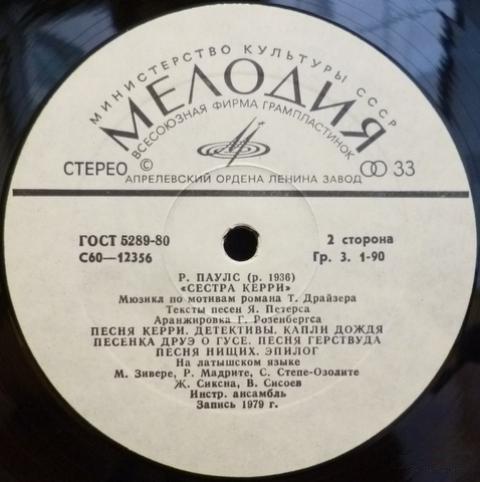 МИНИСТЕРСТВО КУЛЬТУРЫ СССР
МЕЛОДИЯ
ВСЕСОЮЗНАЯ ФИРМА ГРАМПЛАСТИНОК
СТЕРЕО © 33
АПРЕЛЕВСКИЙ ОРДЕНА ЛЕНИНА ЗАВОД
ГОСТ 5289-80 2 сторона
С60—12356 Гр. 3. 1-90
Р. ПАУЛС (р. 1936)
«СЕСТРА КЕРРИ»
Мюзикл по мотивам романа Т. Драйзера
Тексты песен Я. Петерса
Аранжировка Г. Розенбергса
ПЕСНЯ КЕРРИ. ДЕТЕКТИВЫ. КАПЛИ ДОЖДЯ
ПЕСЕНКА ДРУЭ О ГУСЕ. ПЕСНЯ ГЕРСТВУДА
ПЕСНЯ НИЩИХ. ЭПИЛОГ
На латышском языке
М. Зивере, Р. Мадрите, С. Степе-Озолите
Ж. Сиксна, В. Сисоев
Инстр. ансамбль
Запись 1979 г.